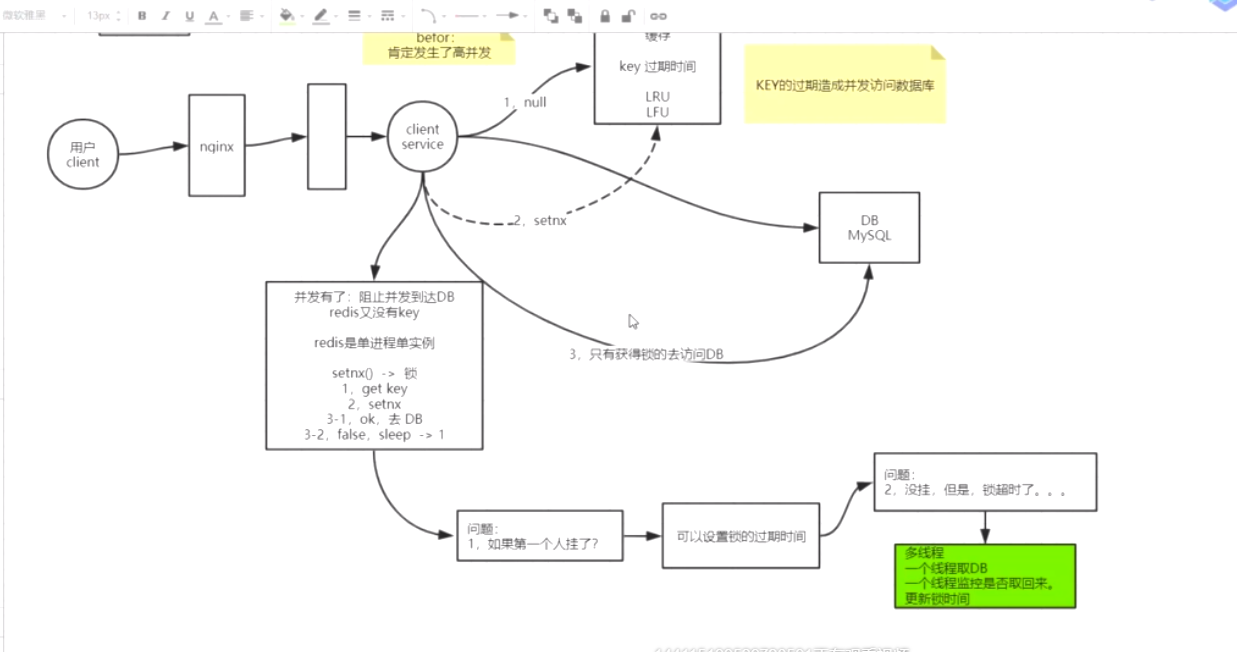 微软雅黑
13px
B I U A
befor:
肯定发生了高并发
缓存
key 过期时间
LRU
LFU
KEY的过期造成并发访问数据库
1，null
用户
client
nginx
client
service
2，setnx
DB
MySQL
并发有了：阻止并发到达DB
redis又没有key
redis是单进程单实例
setnx() -> 锁
1，get key
2，setnx
3-1，ok，去 DB
3-2，false，sleep -> 1
3，只有获得锁的去访问DB
问题：
1，如果第一个人挂了？
可以设置锁的过期时间
问题：
2，没挂，但是，锁超时了。。。
多线程
一个线程取DB
一个线程监控是否取回来。
更新锁时间